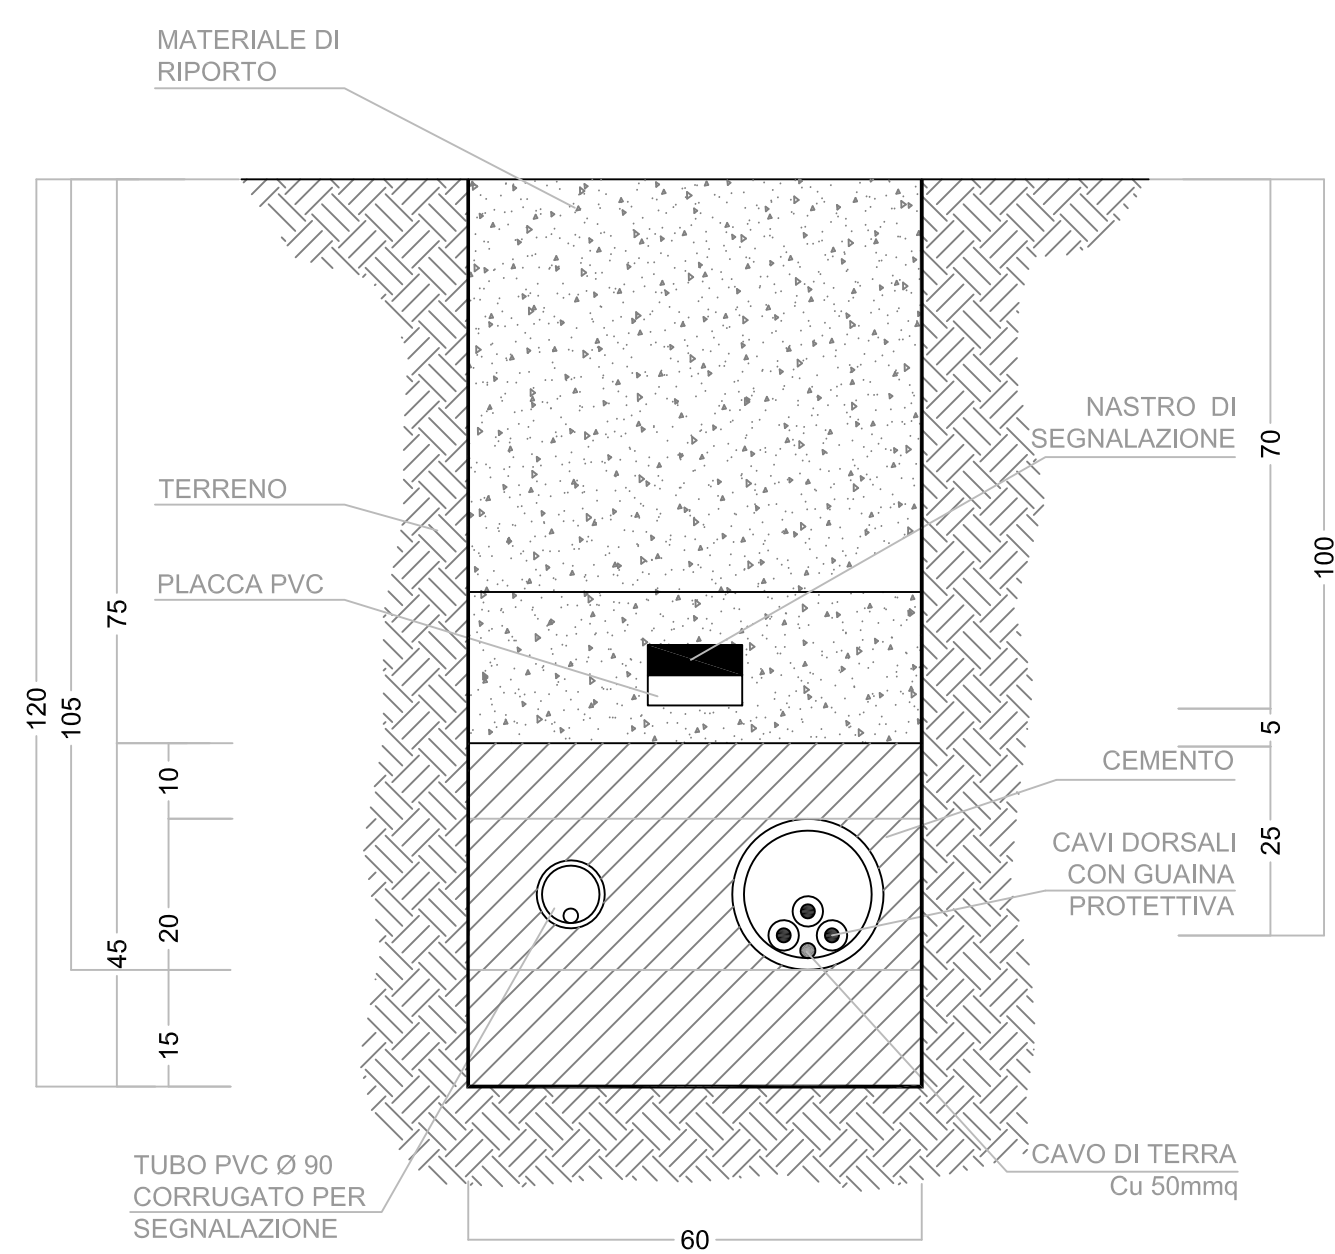 MATERIALE DI
RIPORTO
NASTRO DI
SEGNALAZIONE
70
100
TERRENO
PLACCA PVC
75
120
105
5
10
CEMENTO
25
CAVI DORSALI
CON GUAINA
PROTETTIVA
20
45
15
TUBO PVC Ø 90
CORRUGATO PER
SEGNALAZIONE
CAVO DI TERRA
Cu 50mmq
60